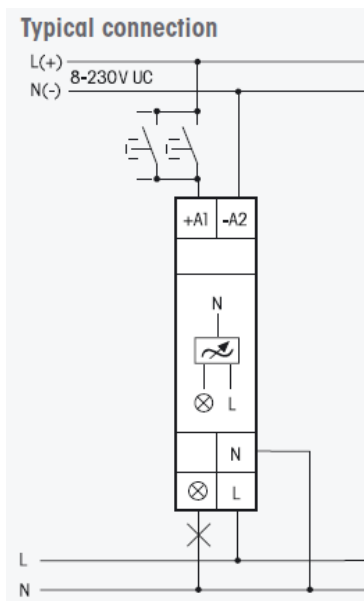 Typical connection
L(+)
8-230V UC
N(-)
+A1 -A2
N
L
N
L
L
N